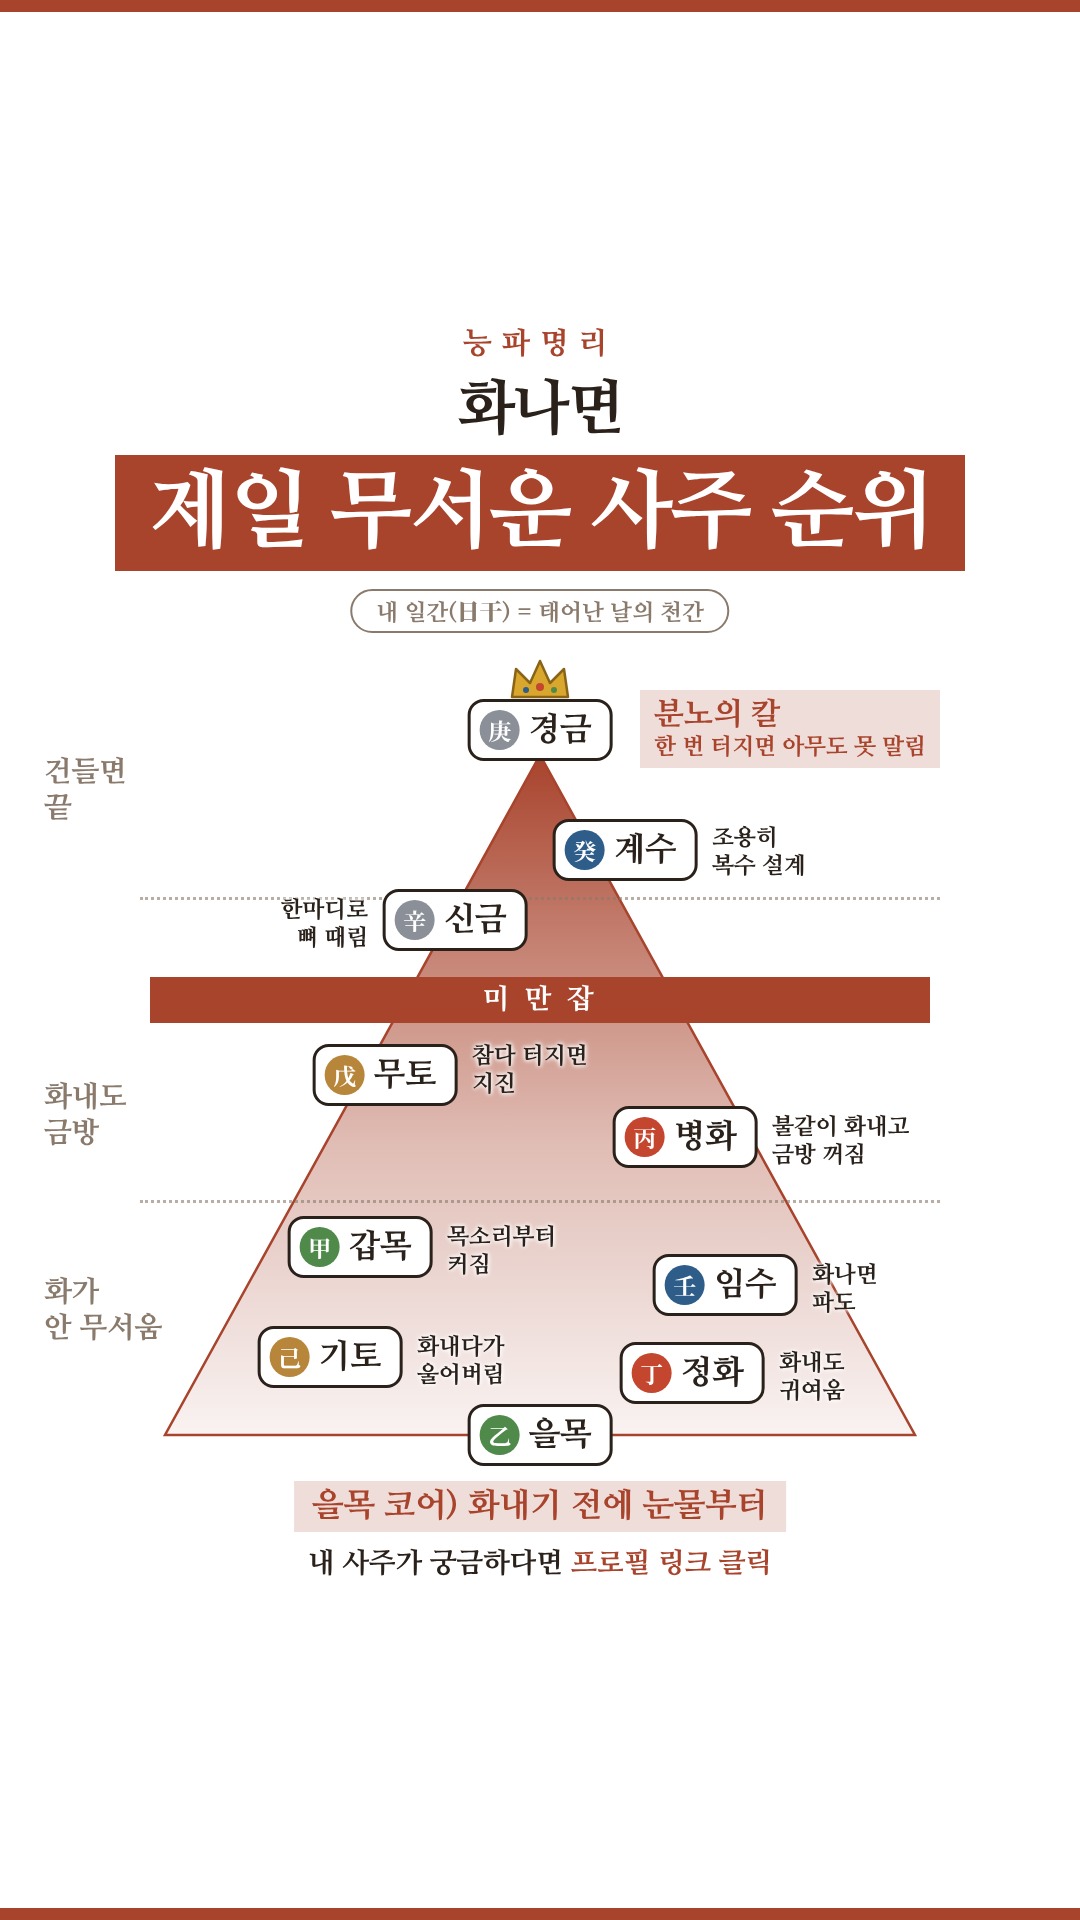 능파명리
화나면
제일 무서운 사주 순위
내 일간(日干) = 태어난 날의 천간
庚 경금
분노의 칼
한 번 터지면 아무도 못 말림
건들면
끝
癸 계수
조용히
복수 설계
한마디로
뼈 때림
辛 신금
미만잡
戊 무토
참다 터지면
지진
화내도
금방
丙 병화
불같이 화내고
금방 꺼짐
甲 갑목
목소리부터
커짐
壬 임수
화나면
파도
화가
안 무서움
己 기토
화내다가
울어버림
丁 정화
화내도
귀여움
乙 을목
을목 코어) 화내기 전에 눈물부터
내 사주가 궁금하다면 프로필 링크 클릭